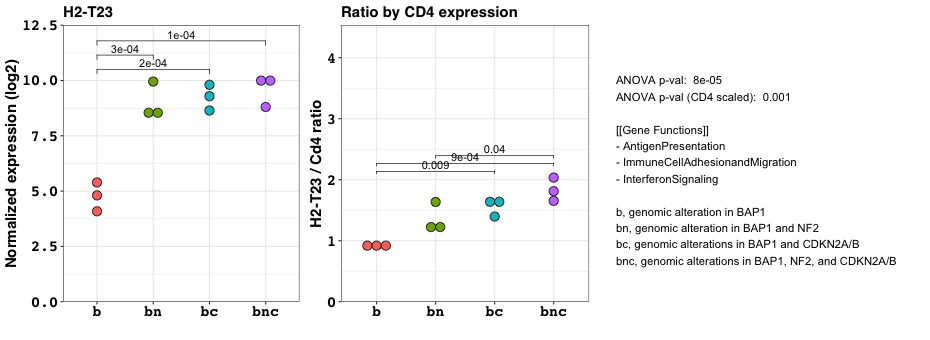 H2-T23
Normalized expression (log2)
12.5
10.0
7.5
5.0
2.5
0.0
1e-04
3e-04
2e-04
b bn bc bnc
Ratio by CD4 expression
H2-T23 / Cd4 ratio
4
3
2
1
0
0.04
9e-04
0.009
b bn bc bnc
ANOVA p-val: 8e-05
ANOVA p-val (CD4 scaled): 0.001
[[Gene Functions]]
- AntigenPresentation
- ImmuneCellAdhesionandMigration
- InterferonSignaling
b, genomic alteration in BAP1
bn, genomic alteration in BAP1 and NF2
bc, genomic alterations in BAP1 and CDKN2A/B
bnc, genomic alterations in BAP1, NF2, and CDKN2A/B